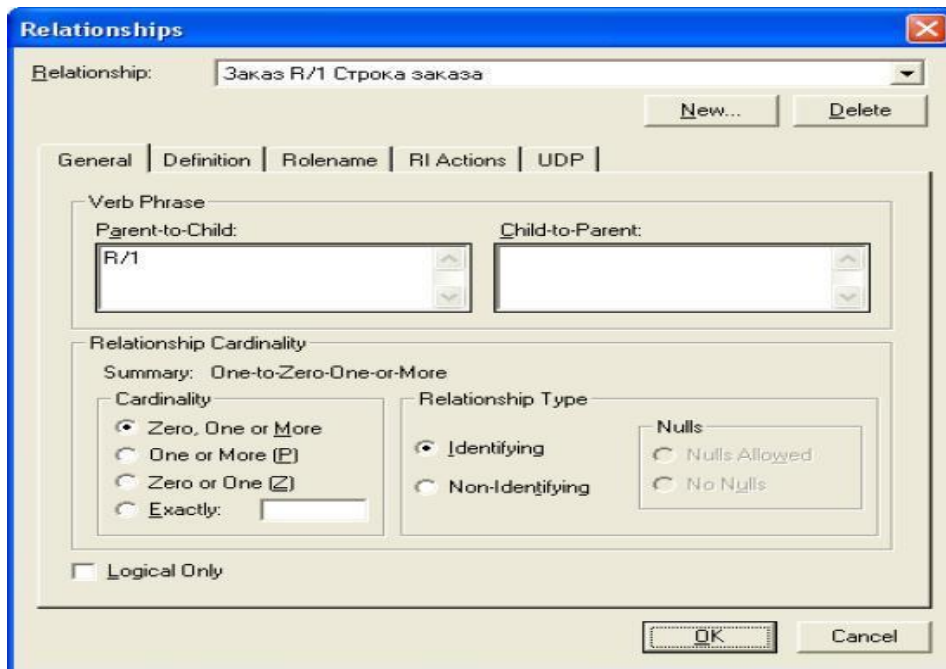 Relationships
Relationship: Заказ R/1 Строка заказа
New... Delete
General Definition Rolename RI Actions UDP
Verb Phrase
Parent-to-Child: Child-to-Parent:
R/1
Relationship Cardinality
Summary: One-to-Zero-One-or-More
Cardinality Relationship Type
Zero, One or More
One or More (P)
Zero or One (Z)
Exactly:
Identifying
Non-Identifying
Nulls
Nulls Allowed
No Nulls
Logical Only
OK Cancel